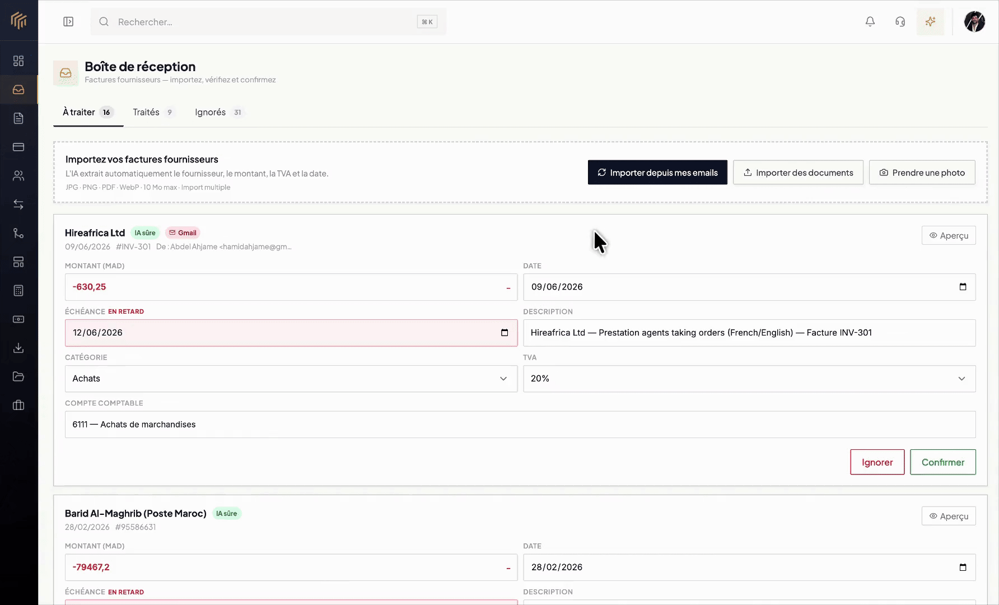 Rechercher...
⌘ K
Boîte de réception
Factures fournisseurs — importez, vérifiez et confirmez
À traiter 16 Traités 9 Ignorés 31
Importez vos factures fournisseurs
L'IA extrait automatiquement le fournisseur, le montant, la TVA et la date.
JPG · PNG · PDF · WebP · 10 Mo max · Import multiple
Importer depuis mes emails
Importer des documents
Prendre une photo
Hireafrica Ltd IA sûre Gmail
Aperçu
09/06/2026 #INV-301 De : Abdel Ahjame <hamidahjame@gm...
MONTANT (MAD)
-630,25
DATE
09/06/2026
ÉCHÉANCE EN RETARD
12/06/2026
DESCRIPTION
Hireafrica Ltd — Prestation agents taking orders (French/English) — Facture INV-301
CATÉGORIE
Achats
TVA
20%
COMPTE COMPTABLE
6111 — Achats de marchandises
Ignorer
Confirmer
Barid Al-Maghrib (Poste Maroc) IA sûre
Aperçu
28/02/2026 #95586631
MONTANT (MAD)
-79467,2
DATE
28/02/2026
ÉCHÉANCE EN RETARD
DESCRIPTION